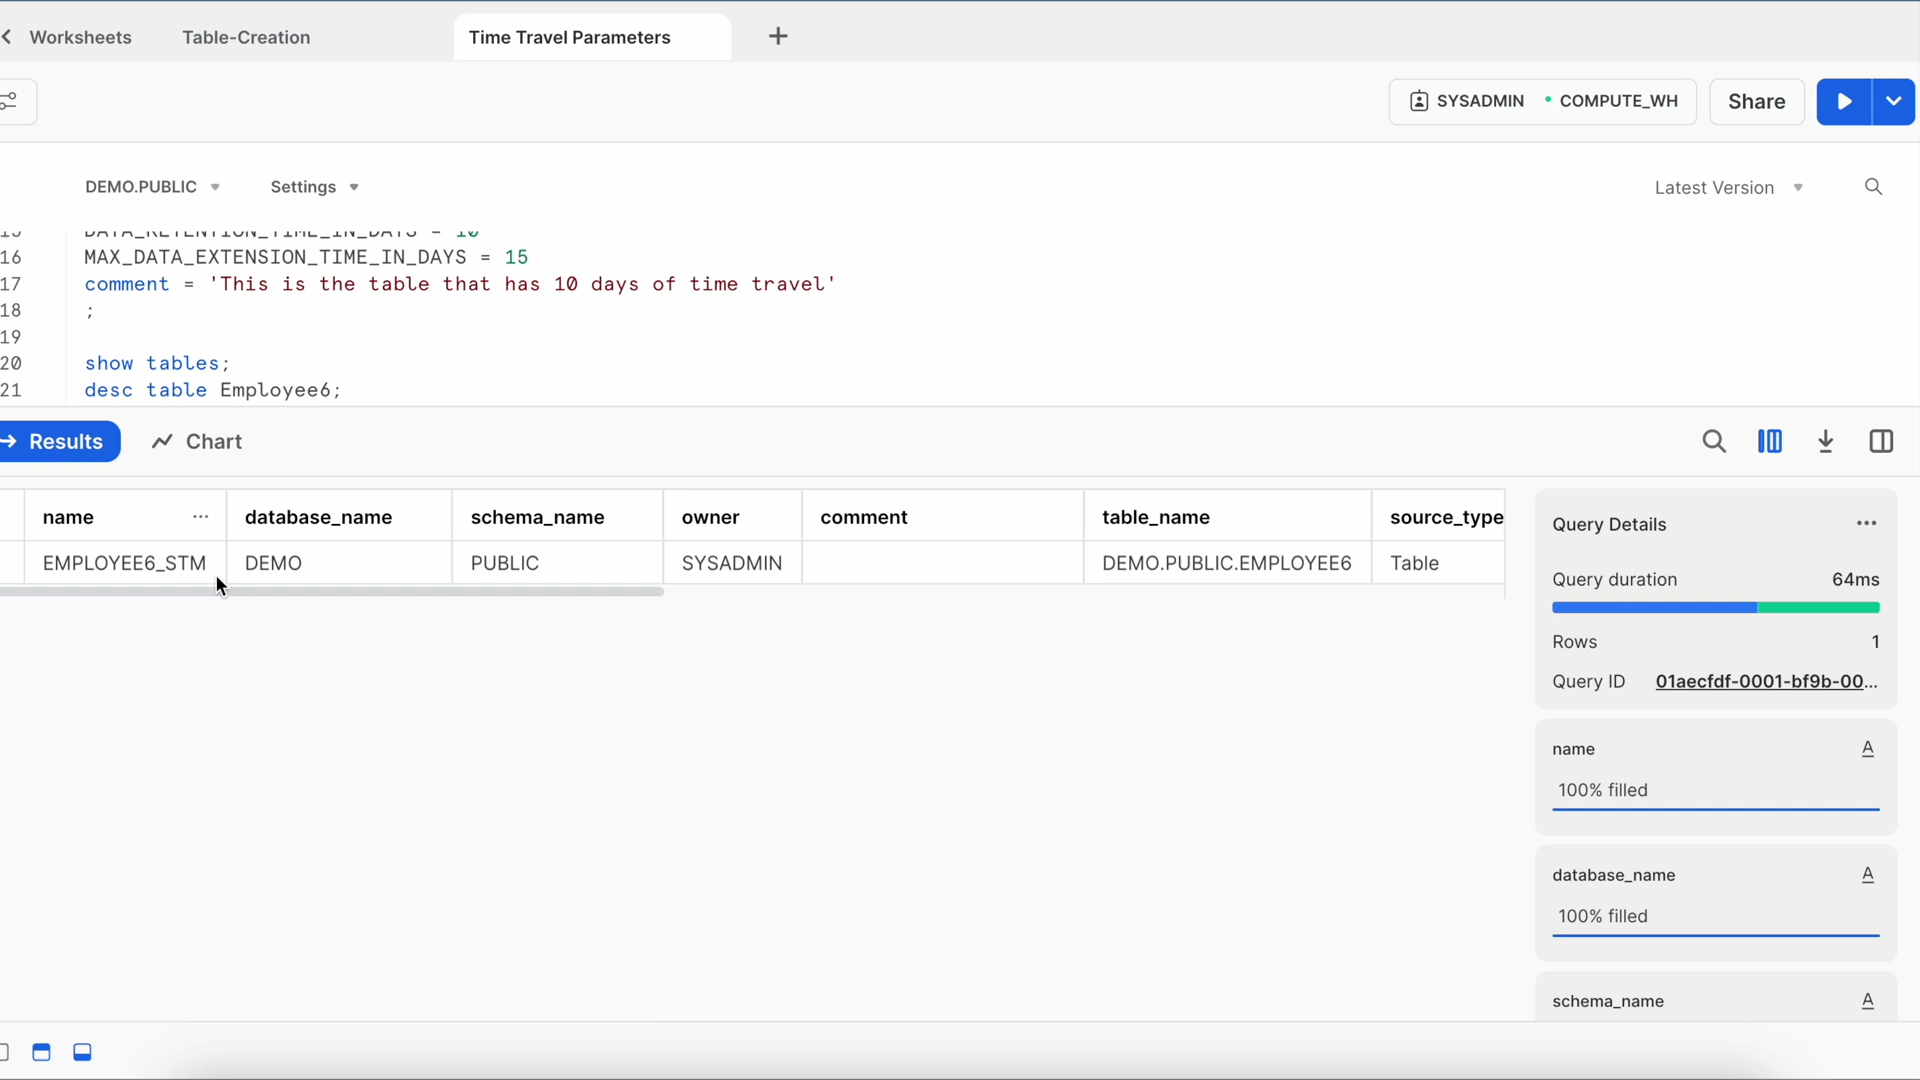 Worksheets
Table-Creation
Time Travel Parameters
SYSADMIN
COMPUTE_WH
Share
DEMO.PUBLIC
Settings
Latest Version
15 DATA_RETENTION_TIME_IN_DAYS = 10
16 MAX_DATA_EXTENSION_TIME_IN_DAYS = 15
17 comment = 'This is the table that has 10 days of time travel'
18 ;
19
20 show tables;
21 desc table Employee6;
Results
Chart
name ... database_name schema_name owner comment table_name source_type
EMPLOYEE6_STM DEMO PUBLIC SYSADMIN DEMO.PUBLIC.EMPLOYEE6 Table
Query Details
Query duration 64ms
Rows 1
Query ID 01aecfdf-0001-bf9b-00...
name A
100% filled
database_name A
100% filled
schema_name A